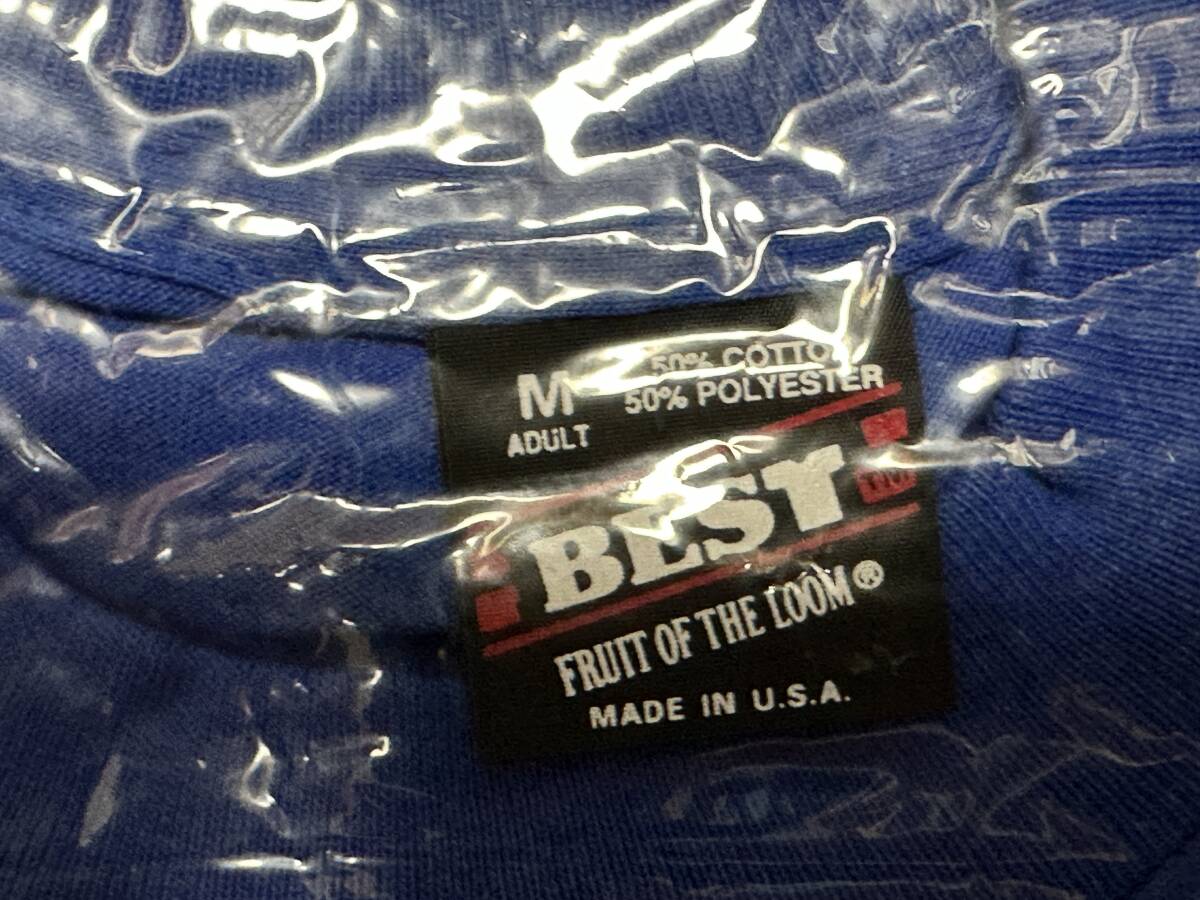 M
ADULT
50% COTTON
50% POLYESTER
BEST
FRUIT OF THE LOOM®
MADE IN U.S.A.